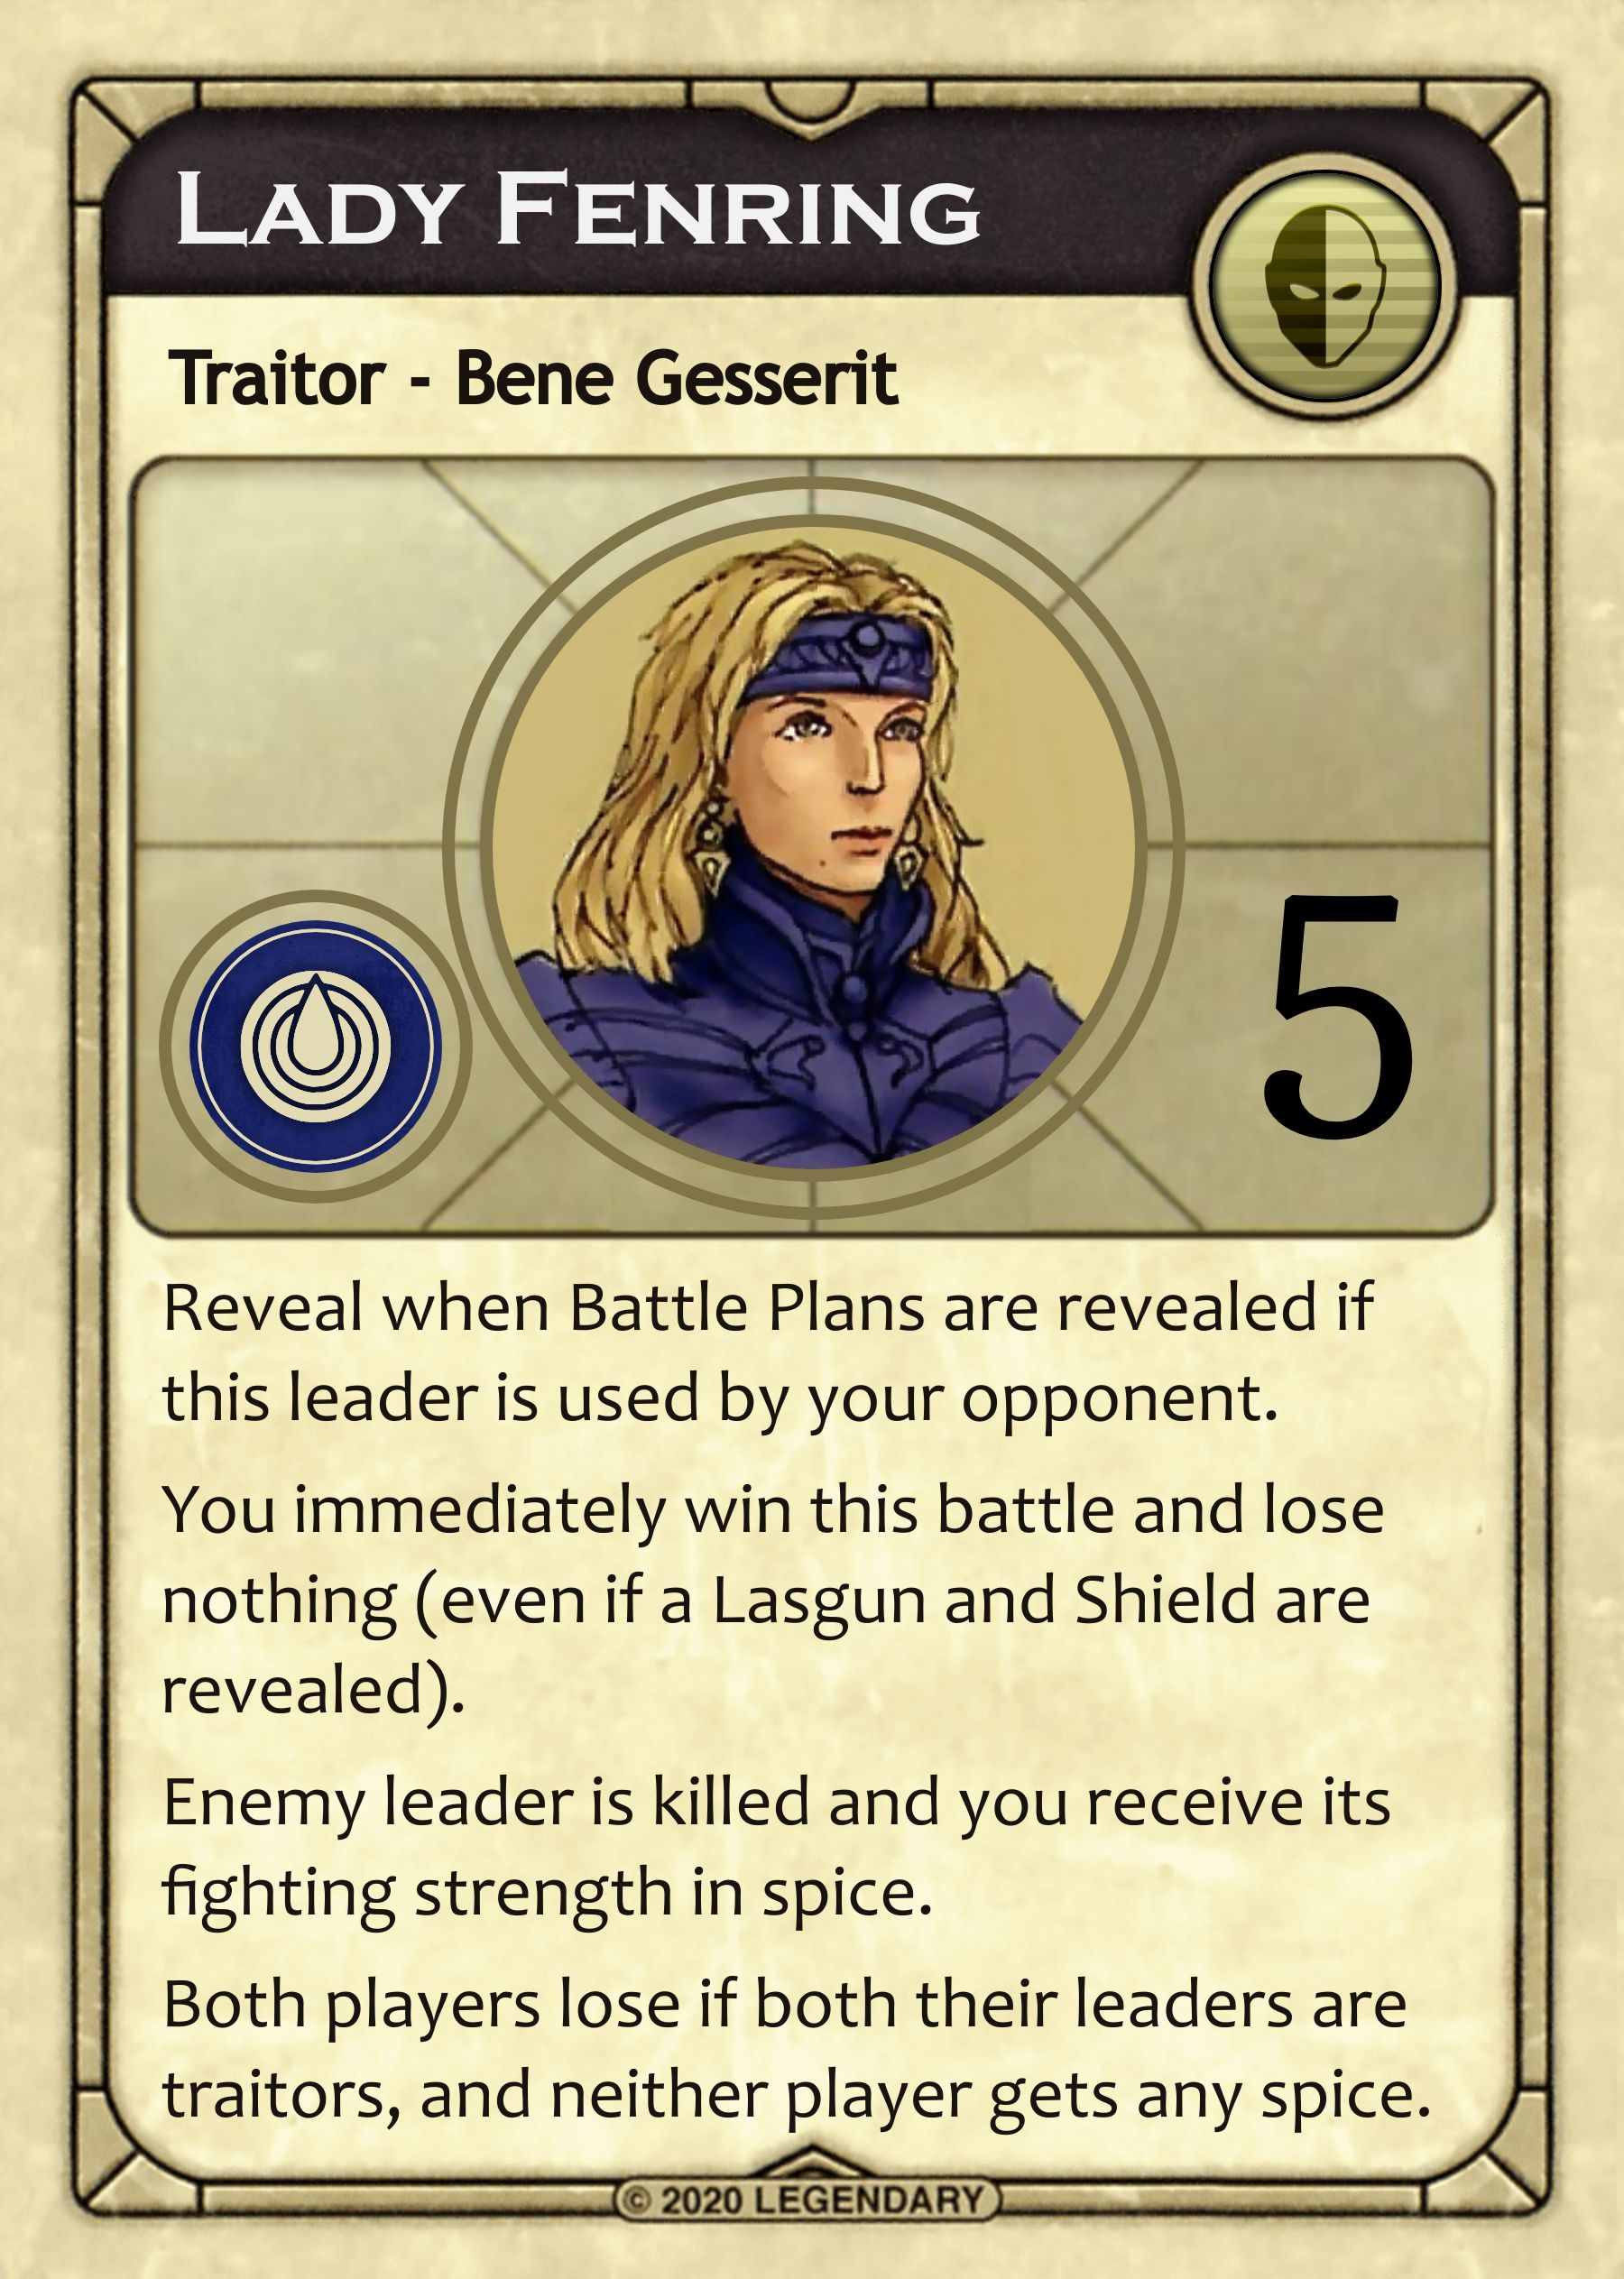 LADY FENRING
Traitor - Bene Gesserit
5
Reveal when Battle Plans are revealed if
this leader is used by your opponent.
You immediately win this battle and lose
nothing (even if a Lasgun and Shield are
revealed).
Enemy leader is killed and you receive its
fighting strength in spice.
Both players lose if both their leaders are
traitors, and neither player gets any spice.
© 2020 LEGENDARY